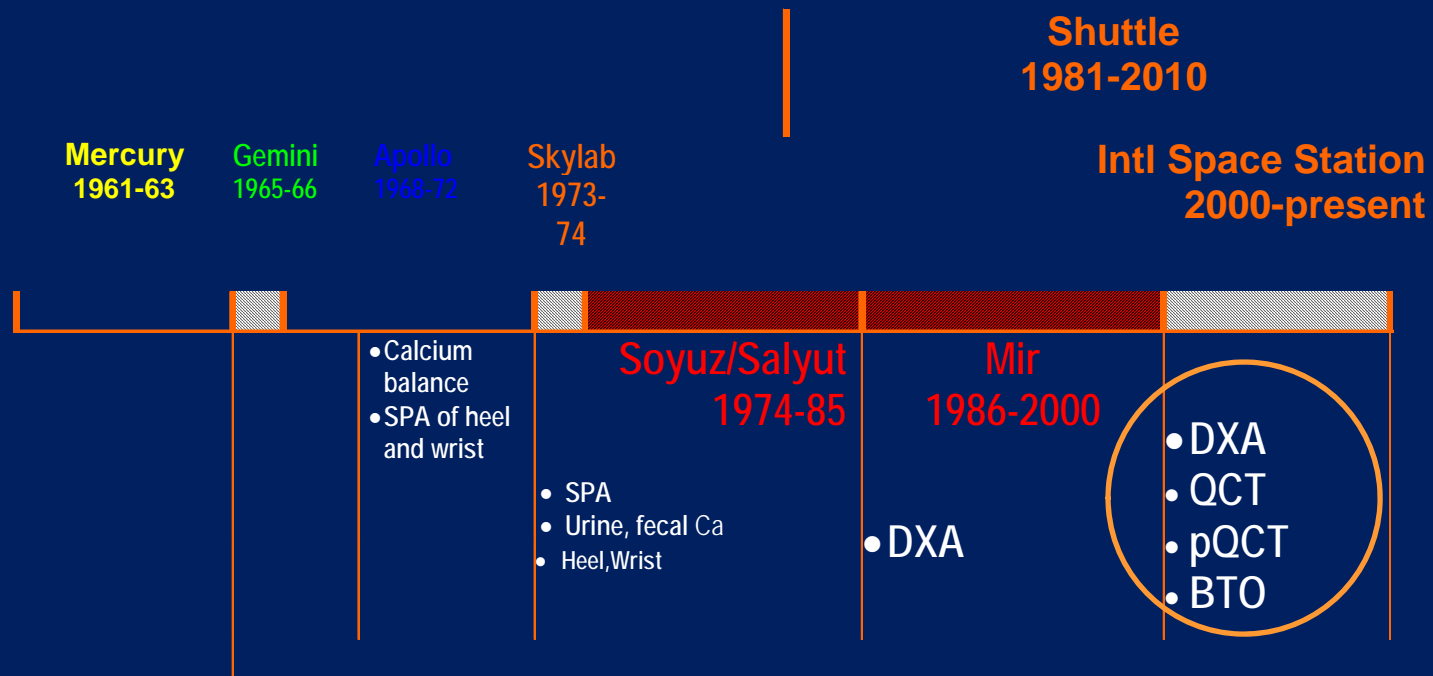 Shuttle
1981-2010
Mercury
1961-63
Gemini
1965-66
Apollo
1968-72
Skylab
1973-
74
Intl Space Station
2000-present
•Calcium
balance
•SPA of heel
and wrist
Soyuz/Salyut
1974-85
Mir
1986-2000
• SPA
• Urine, fecal Ca
• Heel,Wrist
•DXA
•DXA
• QCT
• pQCT
• BTO